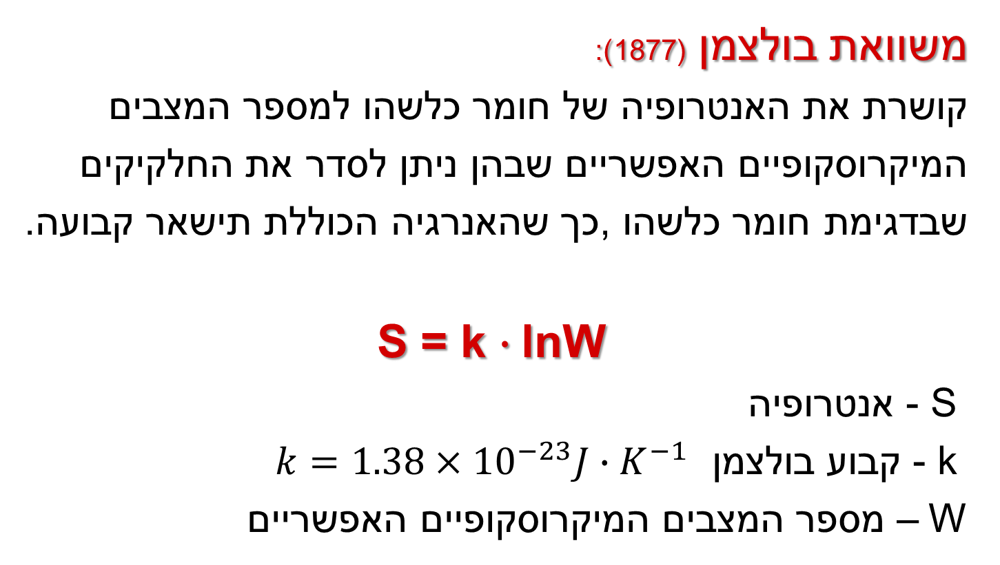 משוואת בולצמן (1877):
קושרת את האנטרופיה של חומר כלשהו למספר המצבים
המיקרוסקופיים האפשריים שבהן ניתן לסדר את החלקיקים
שבדגימת חומר כלשהו ,כך שהאנרגיה הכוללת תישאר קבועה.
S = k · lnW
S - אנטרופיה
k - קבוע בולצמן k = 1.38 × 10⁻²³ J · K⁻¹
W – מספר המצבים המיקרוסקופיים האפשריים